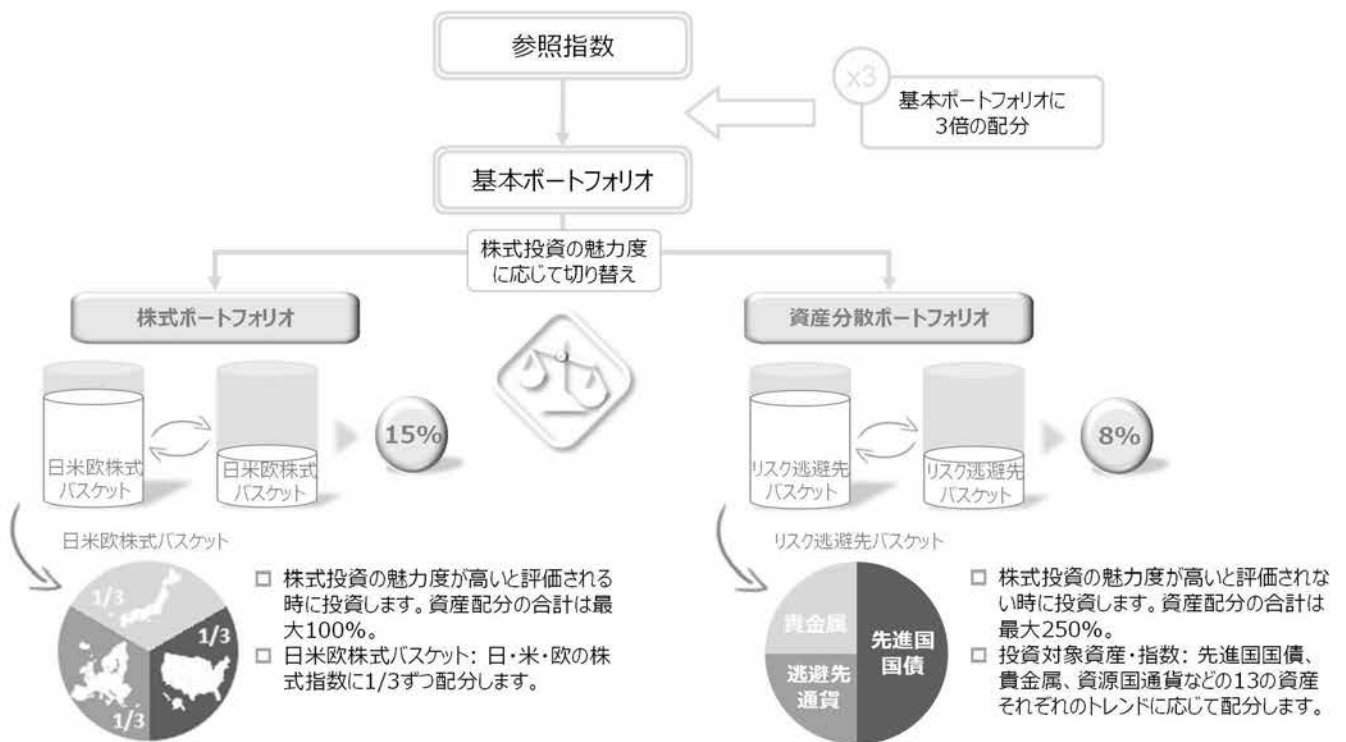 参照指数
x3
基本ポートフォリオに
3倍の配分
基本ポートフォリオ
株式投資の魅力度
に応じて切り替え
株式ポートフォリオ
日米欧株式
バスケット
日米欧株式
バスケット
15%
日米欧株式バスケット
1/3
1/3
1/3
□ 株式投資の魅力度が高いと評価される
時に投資します。資産配分の合計は最
大100%。
□ 日米欧株式バスケット: 日・米・欧の株
式指数に1/3ずつ配分します。
資産分散ポートフォリオ
リスク逃避先
バスケット
リスク逃避先
バスケット
8%
リスク逃避先バスケット
貴金属
逃避先
通貨
先進国
国債
□ 株式投資の魅力度が高いと評価されな
い時に投資します。資産配分の合計は
最大250%。
□ 投資対象資産・指数: 先進国国債、
貴金属、資源国通貨などの13の資産
それぞれのトレンドに応じて配分します。